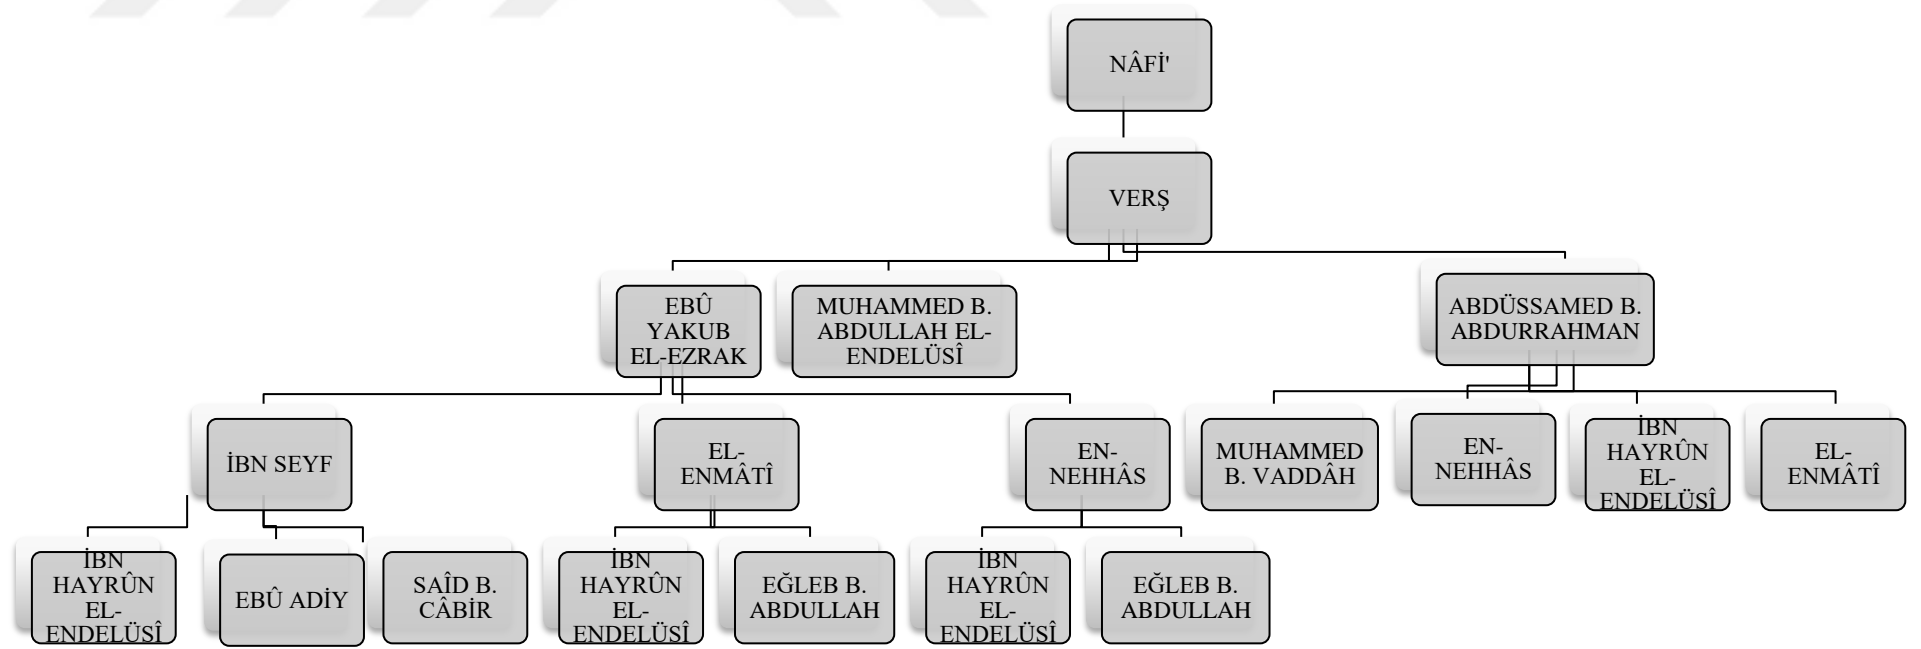 NÂFİ'
VERŞ
EBÛ
YAKUB
EL-EZRAK
MUHAMMED B.
ABDULLAH EL-
ENDELÜSÎ
ABDÜSSAMED B.
ABDURRAHMAN
İBN SEYF
EL-
ENMÂTÎ
EN-
NEHHÂS
MUHAMMED
B. VADDÂH
EN-
NEHHÂS
İBN
HAYRÛN
EL-
ENDELÜSÎ
EL-
ENMÂTÎ
İBN
HAYRÛN
EL-
ENDELÜSÎ
EBÛ ADİY
SAÎD B.
CÂBİR
İBN
HAYRÛN
EL-
ENDELÜSÎ
EĞLEB B.
ABDULLAH
İBN
HAYRÛN
EL-
ENDELÜSÎ
EĞLEB B.
ABDULLAH